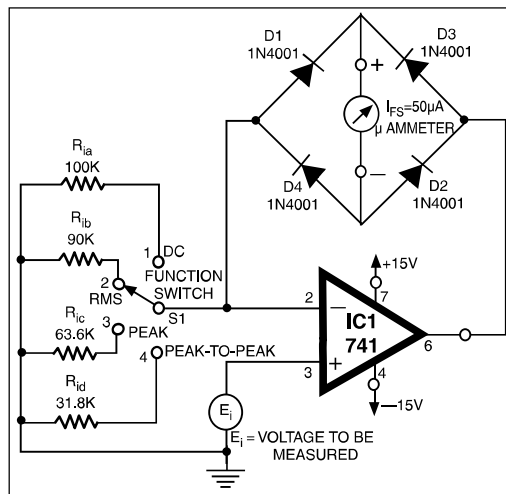 D1
1N4001
D3
1N4001
+
I_FS=50µA
µ AMMETER
—
D4
1N4001
D2
1N4001
R_ia
100K
R_ib
90K
1 DC
FUNCTION
SWITCH
2
RMS
S1
R_ic
63.6K
3
PEAK
4 PEAK-TO-PEAK
R_id
31.8K
2
—
IC1
741
+
3
+15V
7
6
4
—15V
E_i
E_i = VOLTAGE TO BE
MEASURED